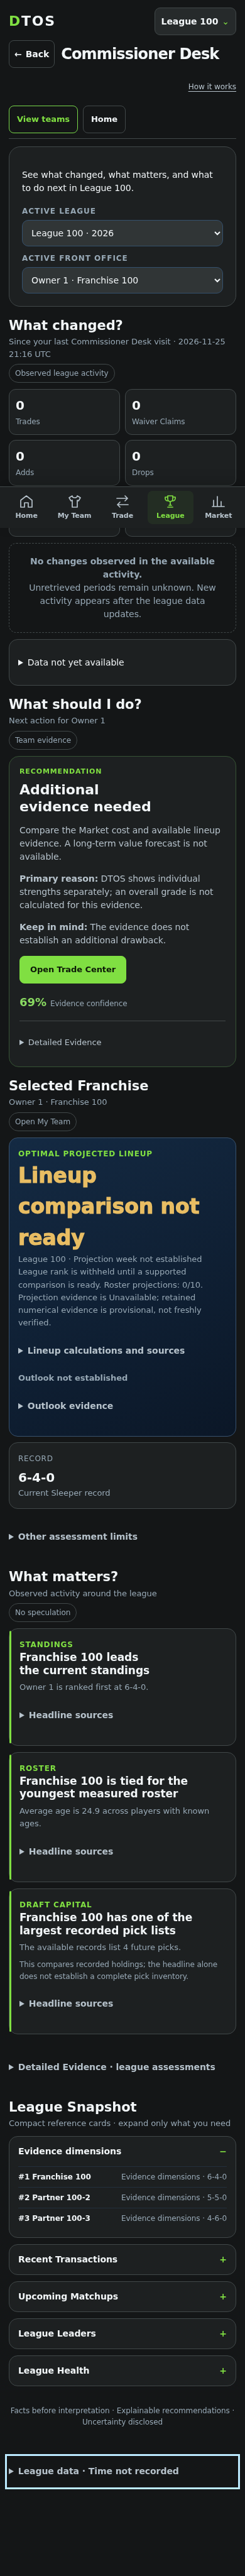 DTOS
League 100 ⌄
← Back
Commissioner Desk
How it works
View teams
Home
See what changed, what matters, and what
to do next in League 100.
ACTIVE LEAGUE
League 100 · 2026
ACTIVE FRONT OFFICE
Owner 1 · Franchise 100
What changed?
Since your last Commissioner Desk visit · 2026-11-25
21:16 UTC
Observed league activity
0
Trades
0
Waiver Claims
0
Adds
0
Drops
Home
My Team
Trade
League
Market
No changes observed in the available
activity.
Unretrieved periods remain unknown. New
activity appears after the league data
updates.
▶ Data not yet available
What should I do?
Next action for Owner 1
Team evidence
RECOMMENDATION
Additional
evidence needed
Compare the Market cost and available lineup
evidence. A long-term value forecast is not
available.
Primary reason: DTOS shows individual
strengths separately; an overall grade is not
calculated for this evidence.
Keep in mind: The evidence does not
establish an additional drawback.
Open Trade Center
69% Evidence confidence
▶ Detailed Evidence
Selected Franchise
Owner 1 · Franchise 100
Open My Team
OPTIMAL PROJECTED LINEUP
Lineup
comparison not
ready
League 100 · Projection week not established
League rank is withheld until a supported
comparison is ready. Roster projections: 0/10.
Projection evidence is Unavailable; retained
numerical evidence is provisional, not freshly
verified.
▶ Lineup calculations and sources
Outlook not established
▶ Outlook evidence
RECORD
6-4-0
Current Sleeper record
▶ Other assessment limits
What matters?
Observed activity around the league
No speculation
STANDINGS
Franchise 100 leads
the current standings
Owner 1 is ranked first at 6-4-0.
▶ Headline sources
ROSTER
Franchise 100 is tied for the
youngest measured roster
Average age is 24.9 across players with known
ages.
▶ Headline sources
DRAFT CAPITAL
Franchise 100 has one of the
largest recorded pick lists
The available records list 4 future picks.
This compares recorded holdings; the headline alone
does not establish a complete pick inventory.
▶ Headline sources
▶ Detailed Evidence · league assessments
League Snapshot
Compact reference cards · expand only what you need
Evidence dimensions −
#1 Franchise 100 Evidence dimensions · 6-4-0
#2 Partner 100-2 Evidence dimensions · 5-5-0
#3 Partner 100-3 Evidence dimensions · 4-6-0
Recent Transactions +
Upcoming Matchups +
League Leaders +
League Health +
Facts before interpretation · Explainable recommendations ·
Uncertainty disclosed
▶ League data · Time not recorded